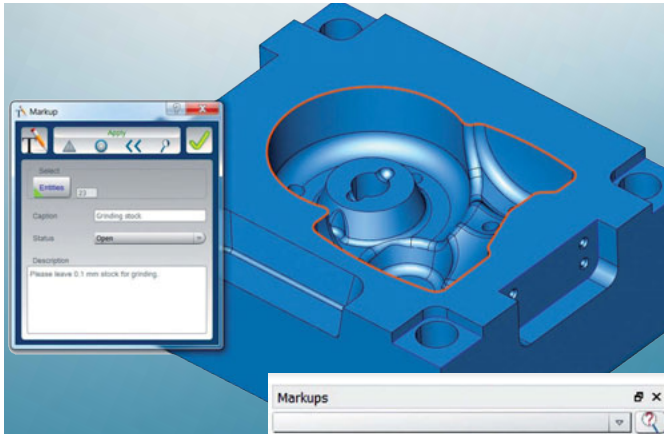 Markup
Apply
Select
Entities 23
Caption Grinding stock
Status Open
Description
Please leave 0.1 mm stock for grinding.
Markups